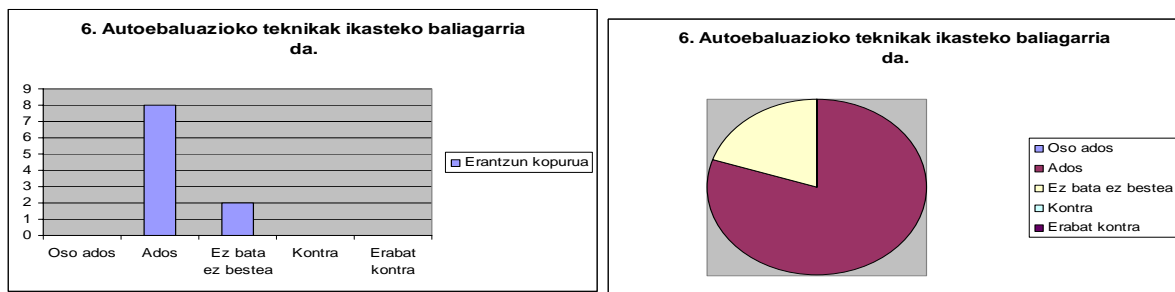 6. Autoebaluazioko teknikak ikasteko baliagarria
da.
9
8
7
6
5
4
3
2
1
0
Oso ados
Ados
Ez bata
ez bestea
Kontra
Erabat
kontra
Erantzun kopurua
6. Autoebaluazioko teknikak ikasteko baliagarria
da.
Oso ados
Ados
Ez bata ez bestea
Kontra
Erabat kontra